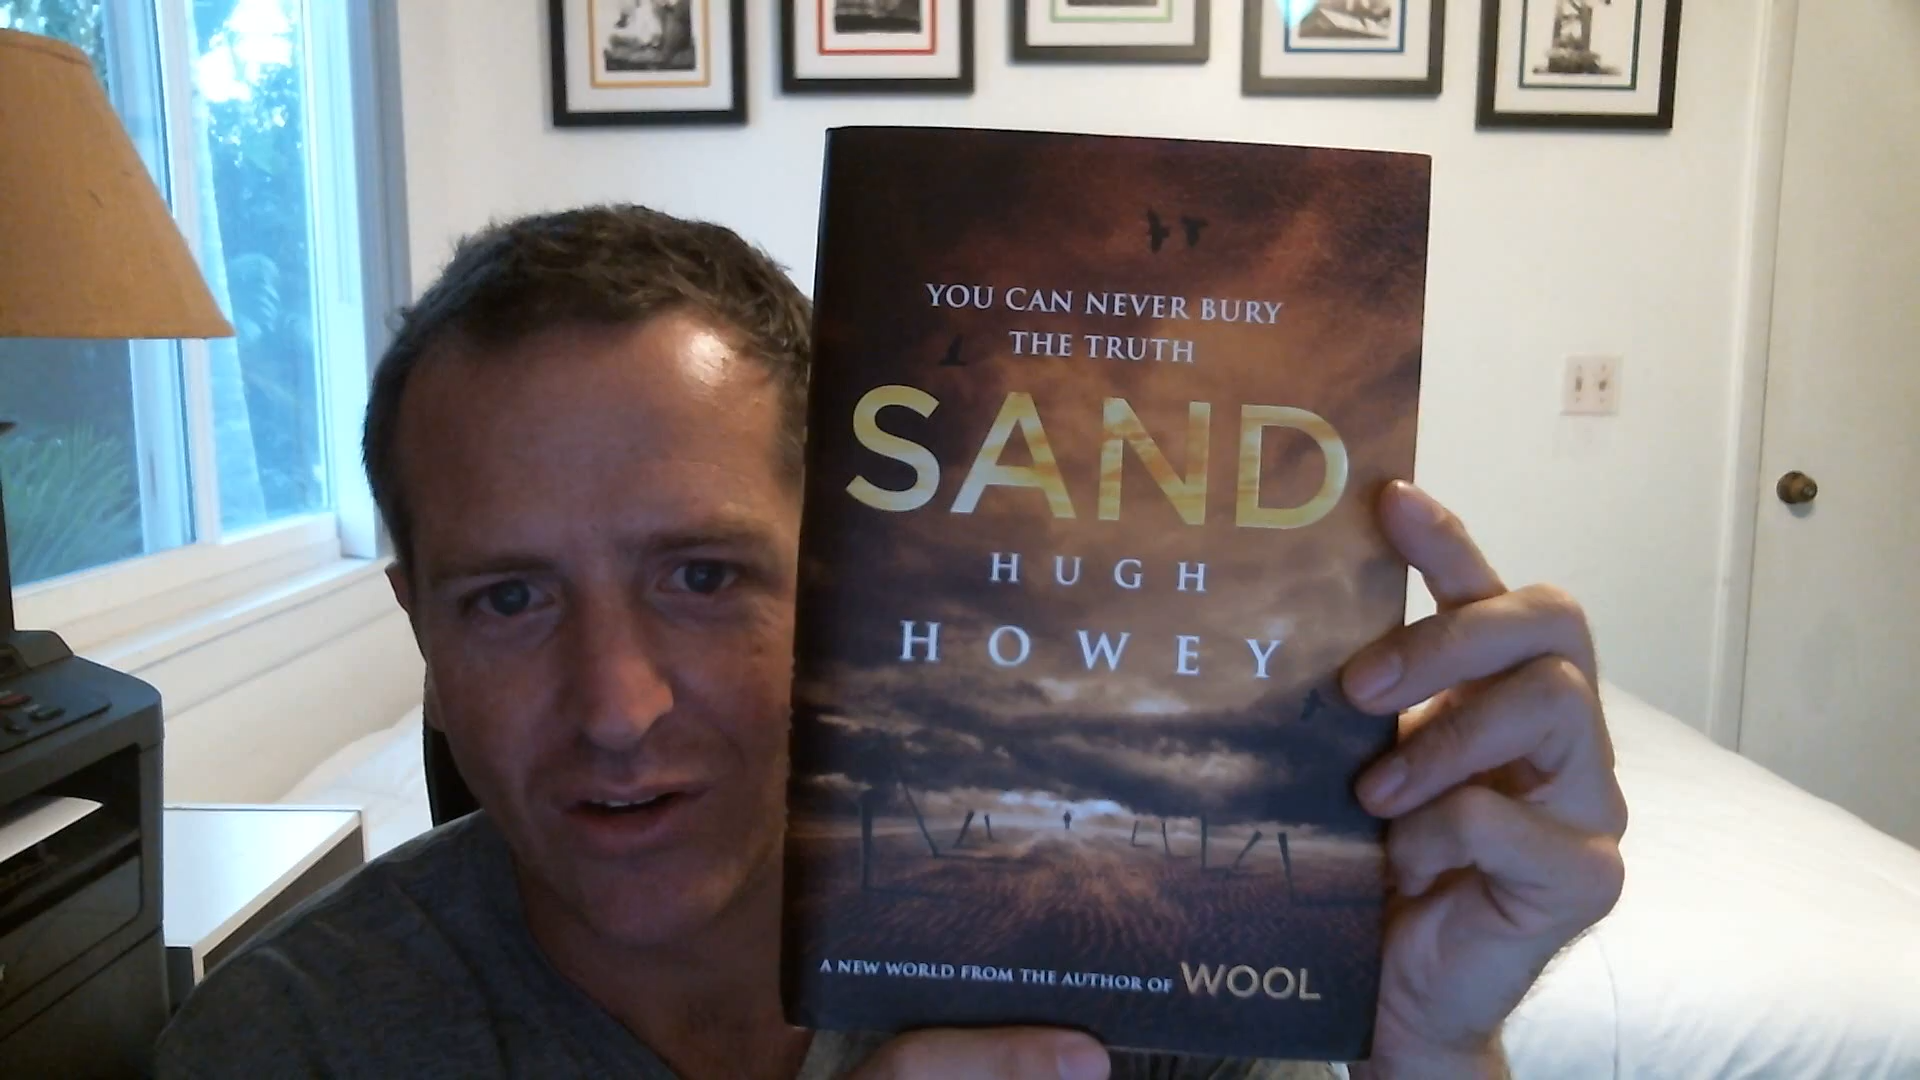 YOU CAN NEVER BURY
THE TRUTH
SAND
HUGH
HOWEY
A NEW WORLD FROM THE AUTHOR OF WOOL